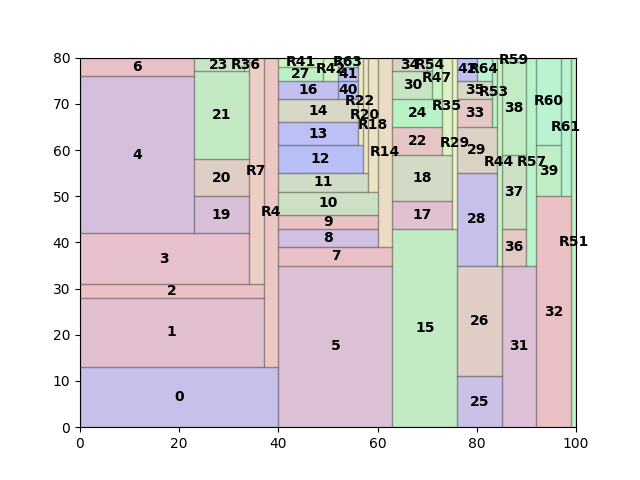 80
70
60
50
40
30
20
10
0
6 23 R36 R41 R63 34 R54 R59
27 R42 41 42 R64
21 16 40 30 R47 35 R53
14 R22 24 R35 33 38 R60
4 13 R20 R18 22 R29 29 R61
20 R7 12 R14 18 R44 37 R57 39
19 R4 11 10 17 28
3 9 8 7 36 R51
2 1 5 15 26 31 32
0 25
0 20 40 60 80 100